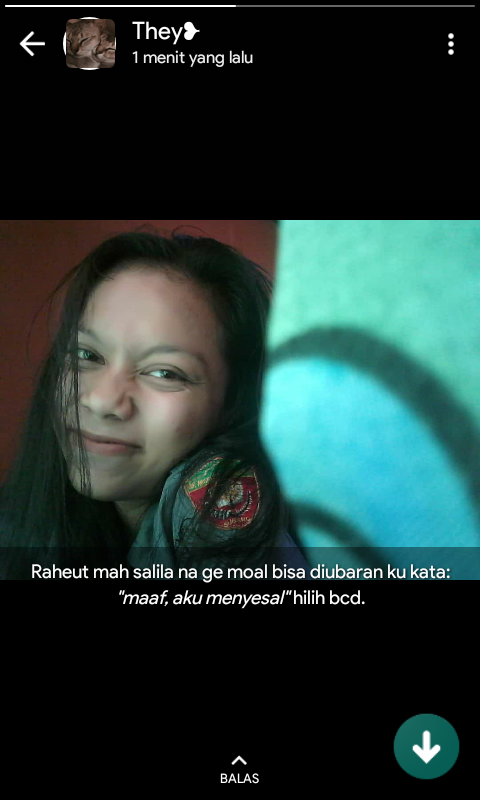 They❥
1 menit yang lalu
Raheut mah salila na ge moal bisa diubaran ku kata:
"maaf, aku menyesal" hilih bcd.
BALAS